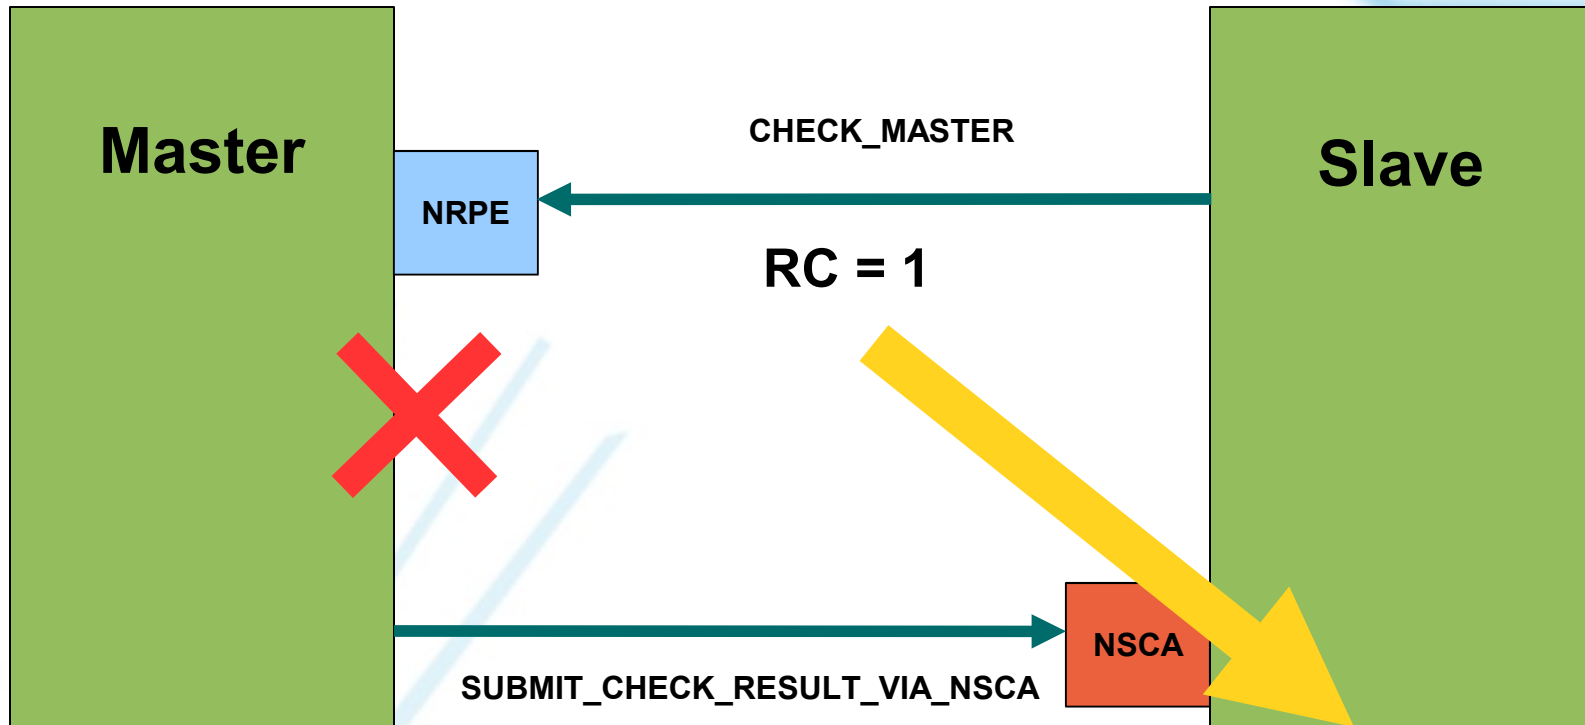 Master
CHECK_MASTER
Slave
NRPE
RC = 1
NSCA
SUBMIT_CHECK_RESULT_VIA_NSCA